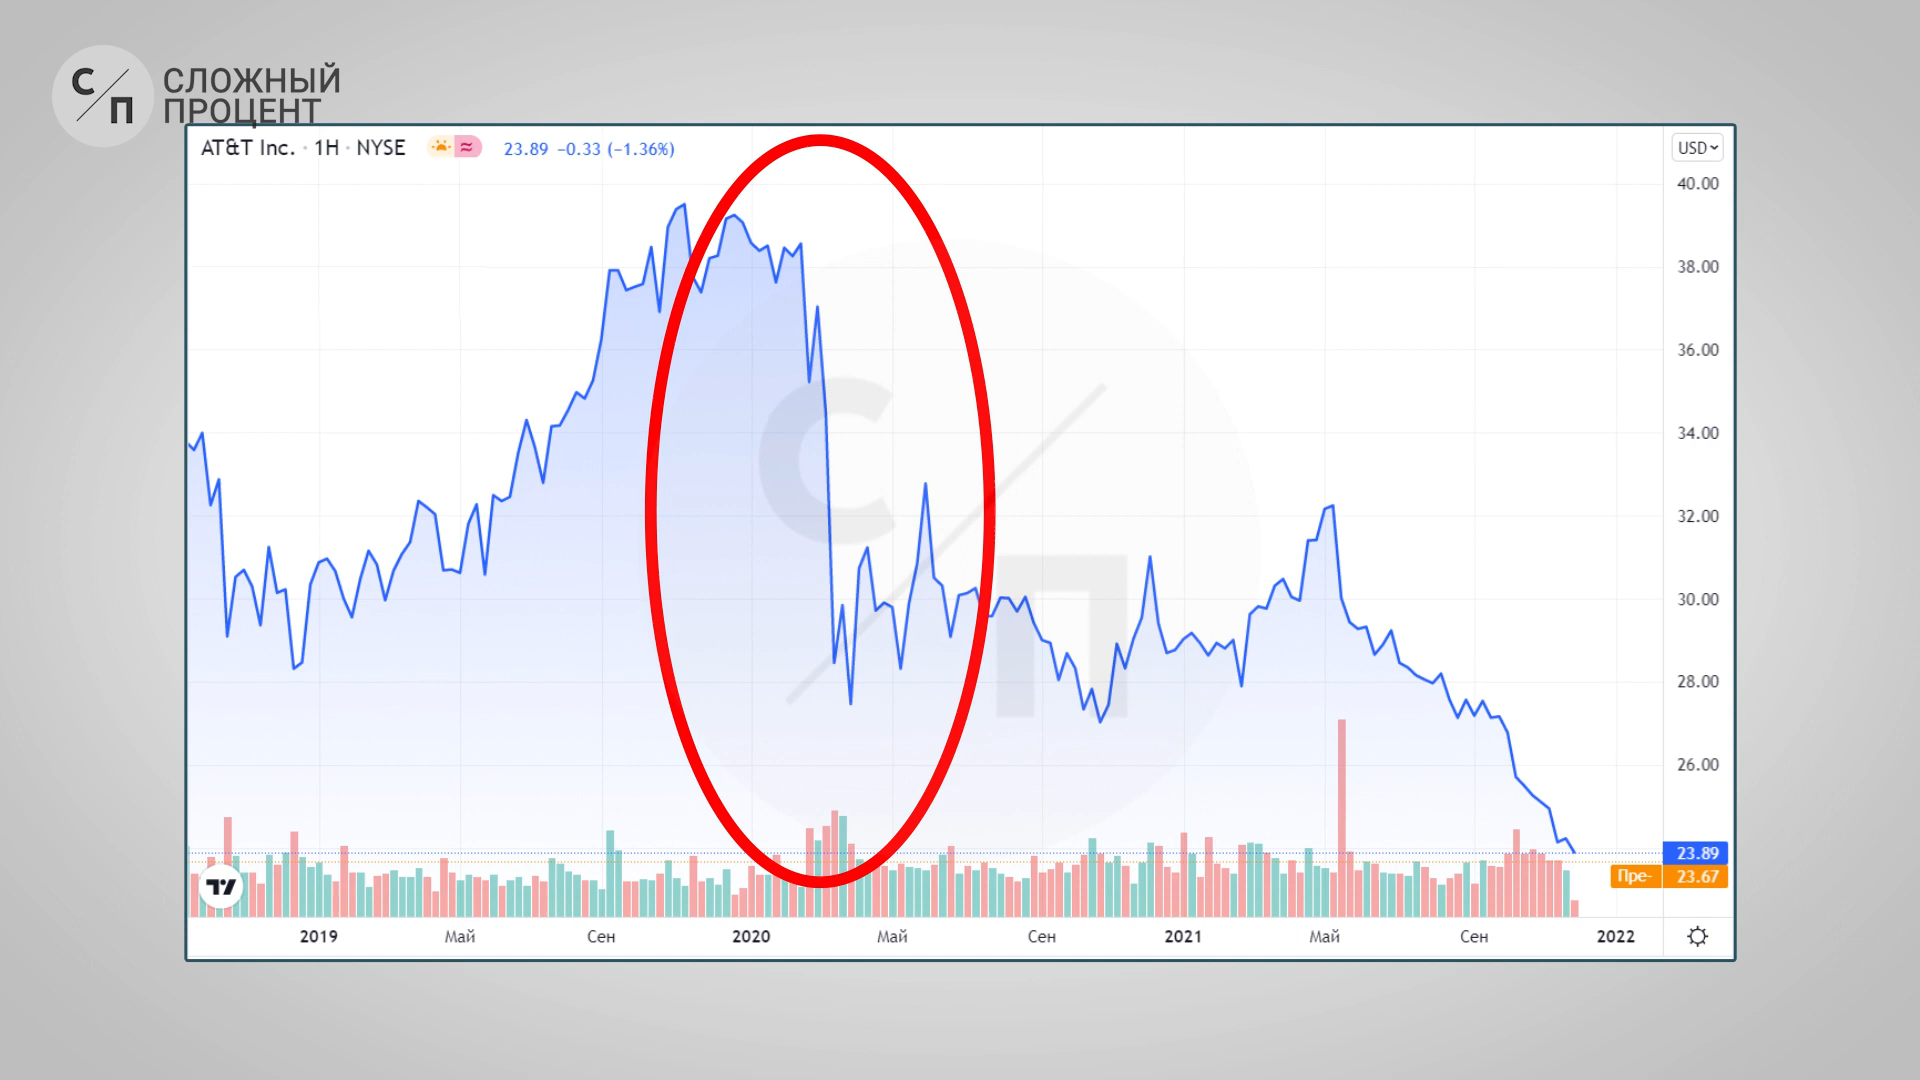 С/П
СЛОЖНЫЙ
ПРОЦЕНТ
AT&T Inc. · 1Н · NYSE 23.89 −0.33 (−1.36%)
USD
40.00
38.00
36.00
34.00
32.00
30.00
28.00
26.00
23.89
Пре- 23.67
2019 Май Сен 2020 Май Сен 2021 Май Сен 2022
С/П